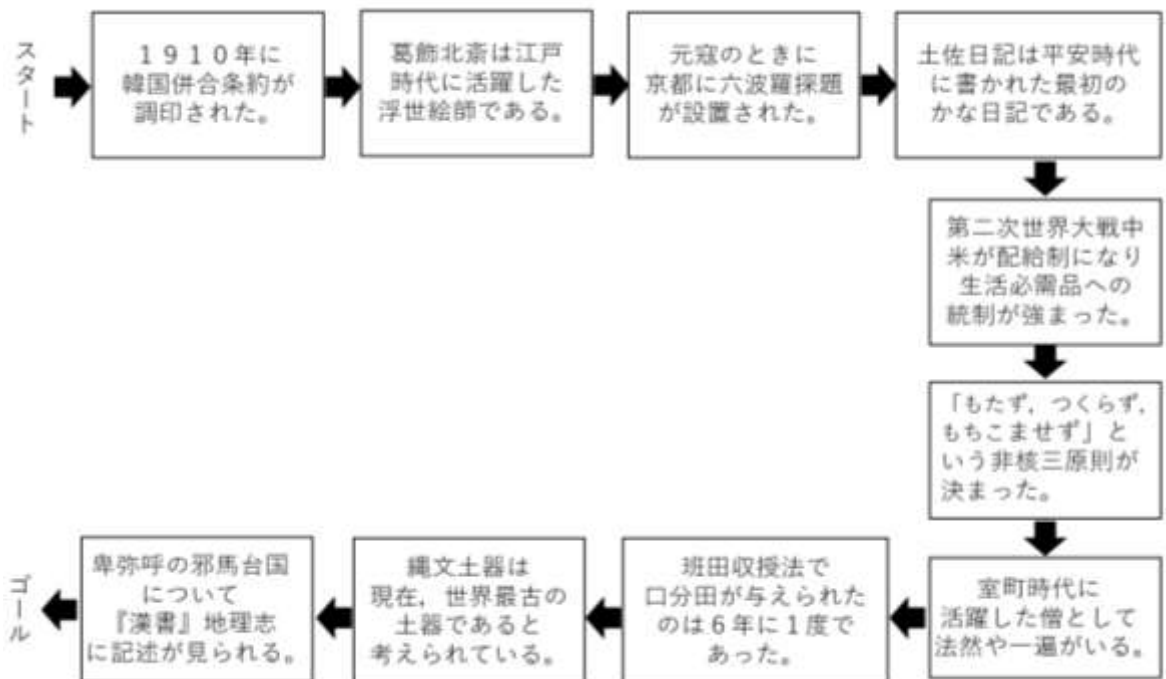 スタート
１９１０年に
韓国併合条約が
調印された。
葛飾北斎は江戸
時代に活躍した
浮世絵師である。
元寇のときに
京都に六波羅探題
が設置された。
土佐日記は平安時代
に書かれた最初の
かな日記である。
第二次世界大戦中
米が配給制になり
生活必需品への
統制が強まった。
「もたず，つくらず，
もちこませず」と
いう非核三原則が
決まった。
室町時代に
活躍した僧として
法然や一遍がいる。
班田収授法で
口分田が与えられた
のは６年に１度で
あった。
縄文土器は
現在，世界最古の
土器であると
考えられている。
卑弥呼の邪馬台国
について
『漢書』地理志
に記述が見られる。
ゴール